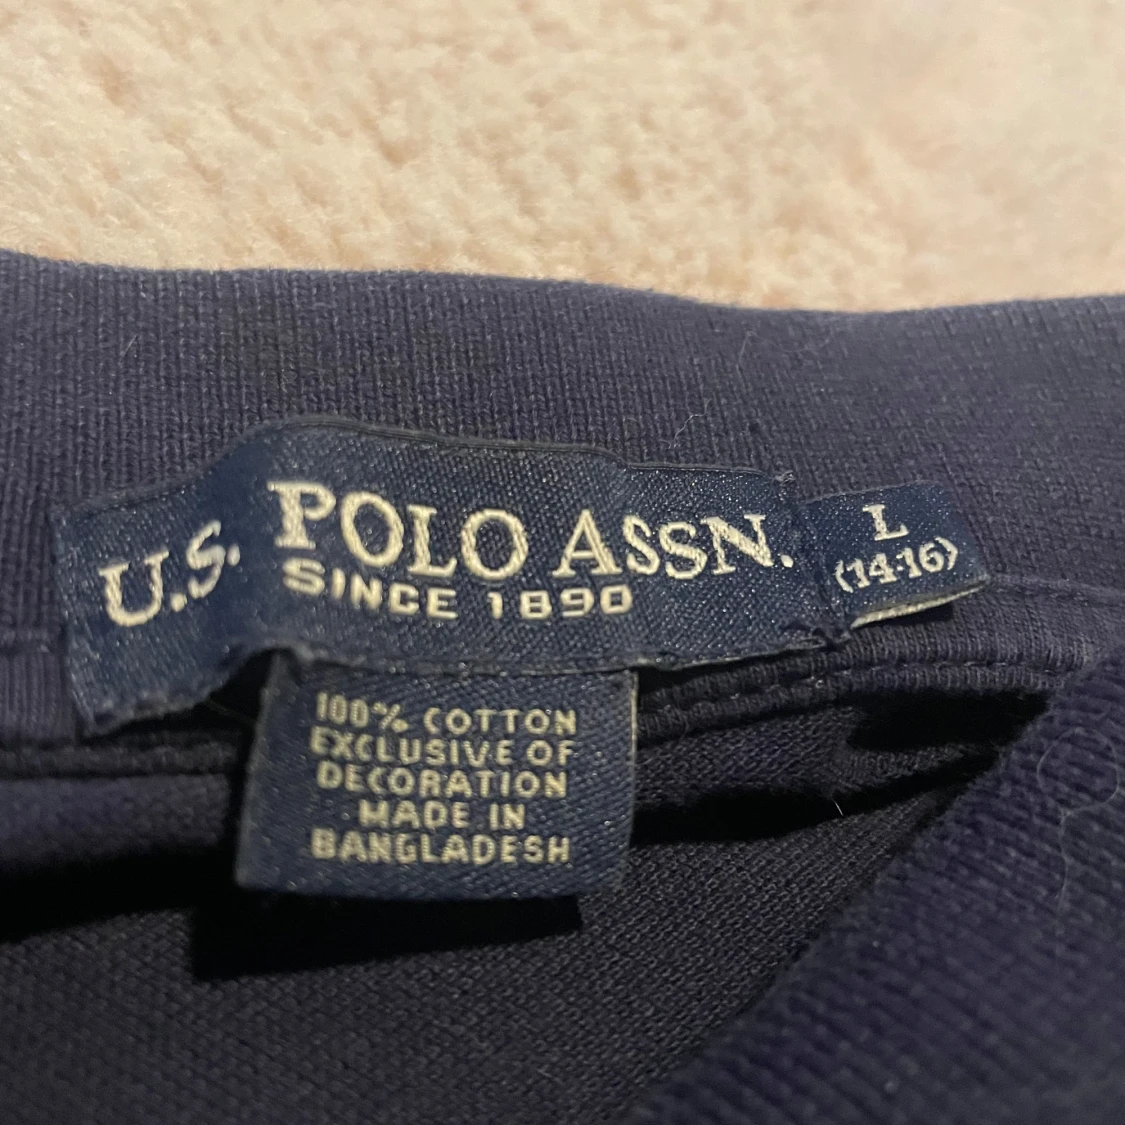 U.S. POLO ASSN.
SINCE 1890
L
(14-16)
100% COTTON
EXCLUSIVE OF
DECORATION
MADE IN
BANGLADESH